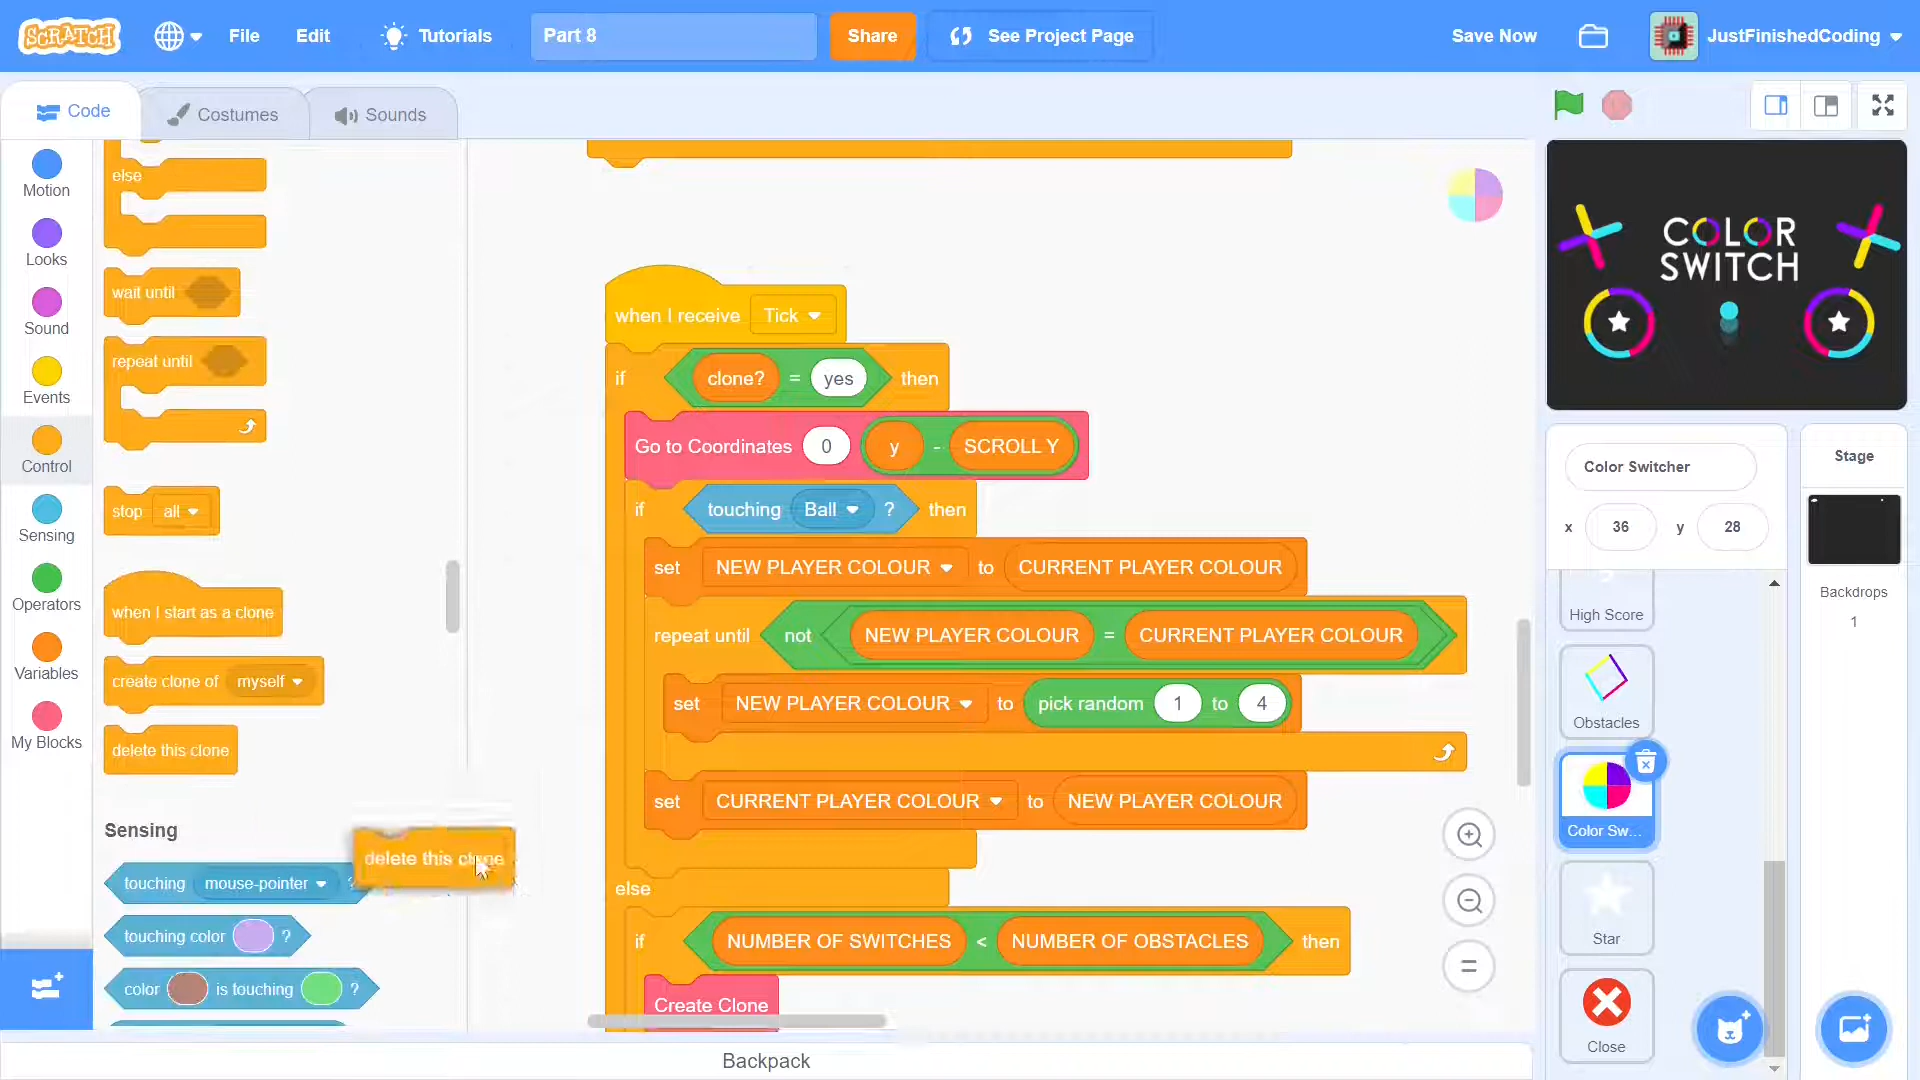 SCRATCH
File
Edit
Tutorials
Part 8
Share
See Project Page
Save Now
JustFinishedCoding
Code
Costumes
Sounds
Motion
Looks
Sound
Events
Control
Sensing
Operators
Variables
My Blocks
else
wait until
repeat until
stop all
when I start as a clone
create clone of myself
delete this clone
Sensing
touching mouse-pointer ?
touching color ?
color is touching ?
delete this clone
when I receive Tick
if clone? = yes then
Go to Coordinates 0 y - SCROLL Y
if touching Ball ? then
set NEW PLAYER COLOUR to CURRENT PLAYER COLOUR
repeat until not NEW PLAYER COLOUR = CURRENT PLAYER COLOUR
set NEW PLAYER COLOUR to pick random 1 to 4
set CURRENT PLAYER COLOUR to NEW PLAYER COLOUR
else
if NUMBER OF SWITCHES < NUMBER OF OBSTACLES then
Create Clone
Backpack
COLOR
SWITCH
Color Switcher
x 36 y 28
High Score
Obstacles
Color Sw...
Star
Close
Stage
Backdrops
1